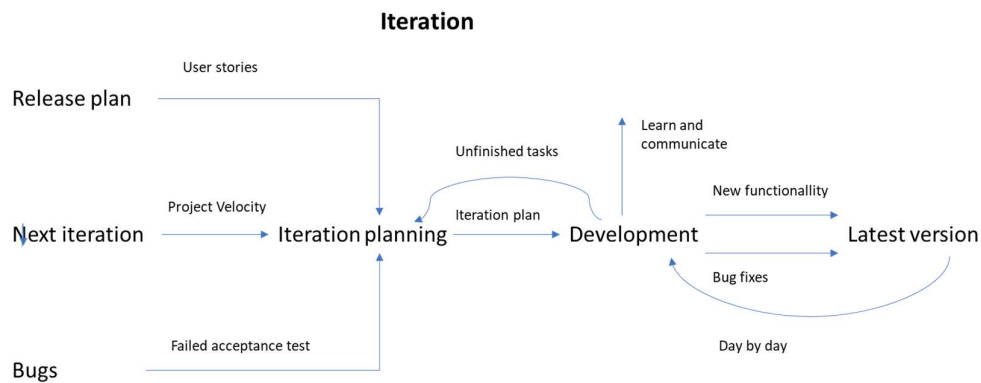 Iteration
User stories
Release plan
Learn and
communicate
Unfinished tasks
New functionallity
Project Velocity
Iteration plan
Next iteration
Iteration planning
Development
Latest version
Bug fixes
Failed acceptance test
Day by day
Bugs